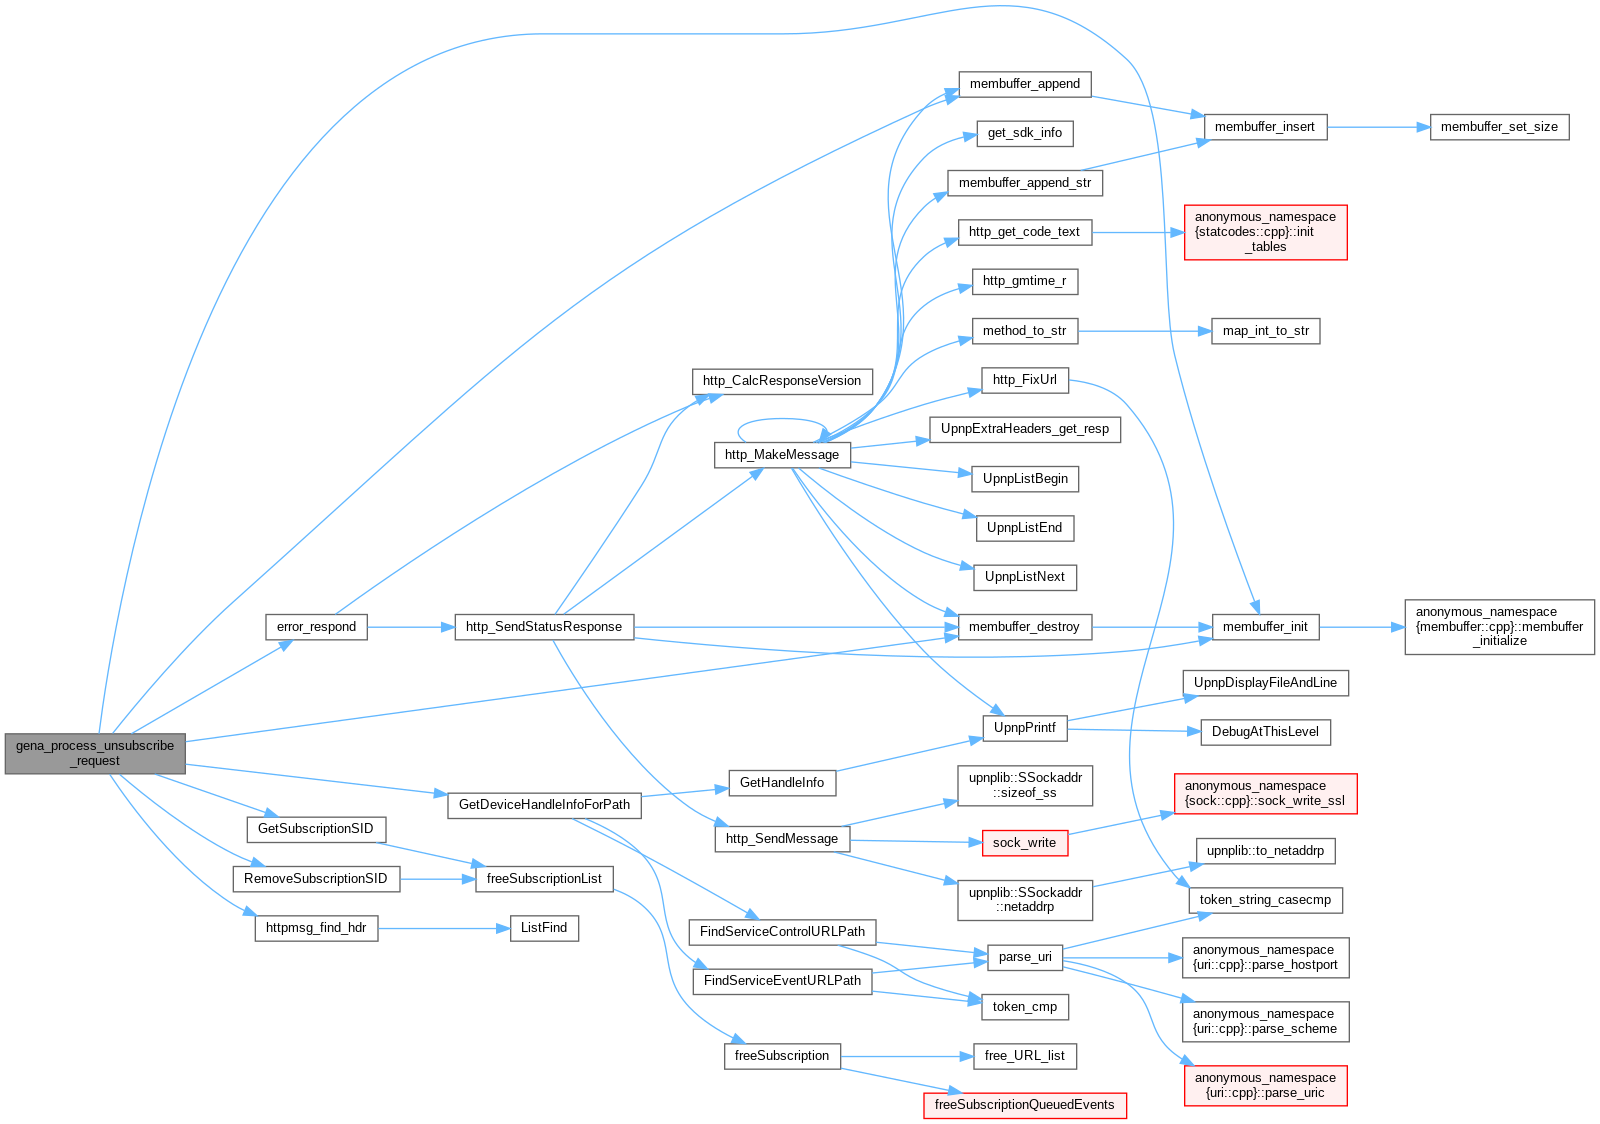 membuffer_append
membuffer_insert
membuffer_set_size
get_sdk_info
membuffer_append_str
http_get_code_text
anonymous_namespace
{statcodes::cpp}::init
_tables
http_gmtime_r
method_to_str
map_int_to_str
http_CalcResponseVersion
http_FixUrl
UpnpExtraHeaders_get_resp
http_MakeMessage
UpnpListBegin
UpnpListEnd
UpnpListNext
error_respond
http_SendStatusResponse
membuffer_destroy
membuffer_init
anonymous_namespace
{membuffer::cpp}::membuffer
_initialize
UpnpDisplayFileAndLine
UpnpPrintf
DebugAtThisLevel
gena_process_unsubscribe
_request
GetHandleInfo
GetDeviceHandleInfoForPath
upnplib::SSockaddr
::sizeof_ss
anonymous_namespace
{sock::cpp}::sock_write_ssl
GetSubscriptionSID
http_SendMessage
sock_write
upnplib::to_netaddrp
RemoveSubscriptionSID
freeSubscriptionList
upnplib::SSockaddr
::netaddrp
token_string_casecmp
httpmsg_find_hdr
ListFind
FindServiceControlURLPath
parse_uri
anonymous_namespace
{uri::cpp}::parse_hostport
FindServiceEventURLPath
token_cmp
anonymous_namespace
{uri::cpp}::parse_scheme
freeSubscription
free_URL_list
anonymous_namespace
{uri::cpp}::parse_uric
freeSubscriptionQueuedEvents